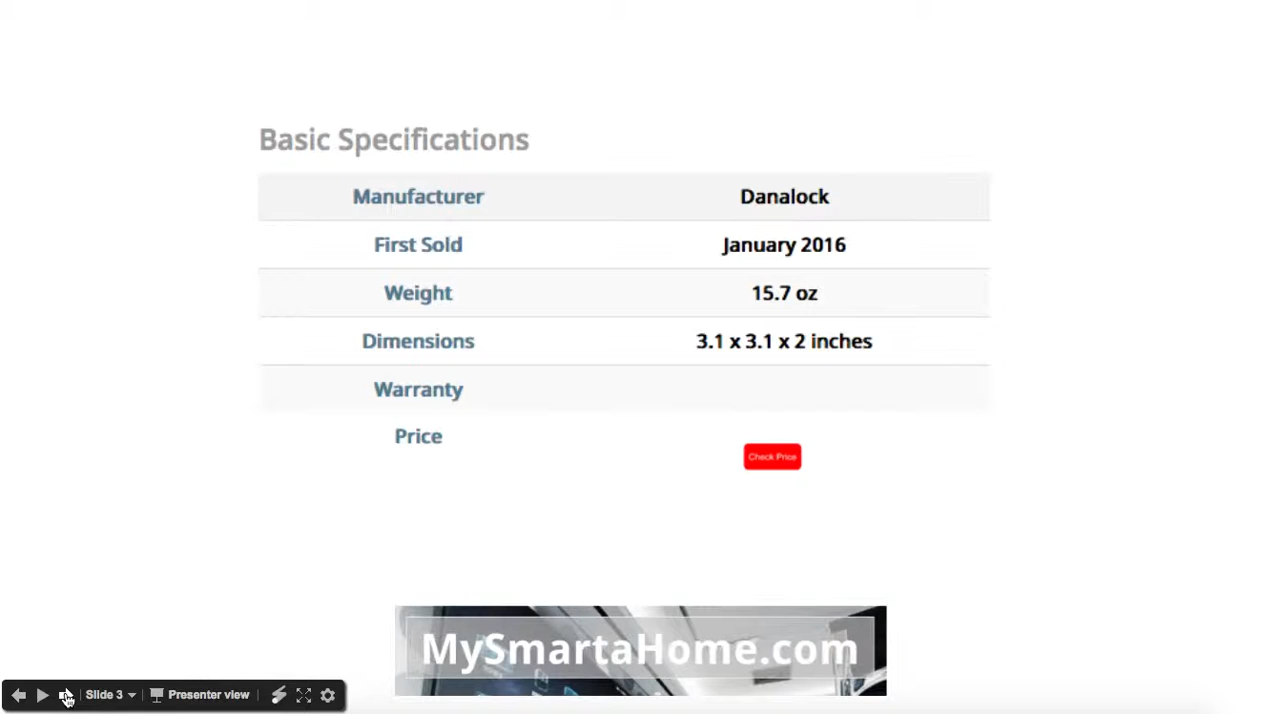 Basic Specifications
Manufacturer Danalock
First Sold January 2016
Weight 15.7 oz
Dimensions 3.1 x 3.1 x 2 inches
Warranty
Price
Check Price
MySmartaHome.com
Slide 3 Presenter view